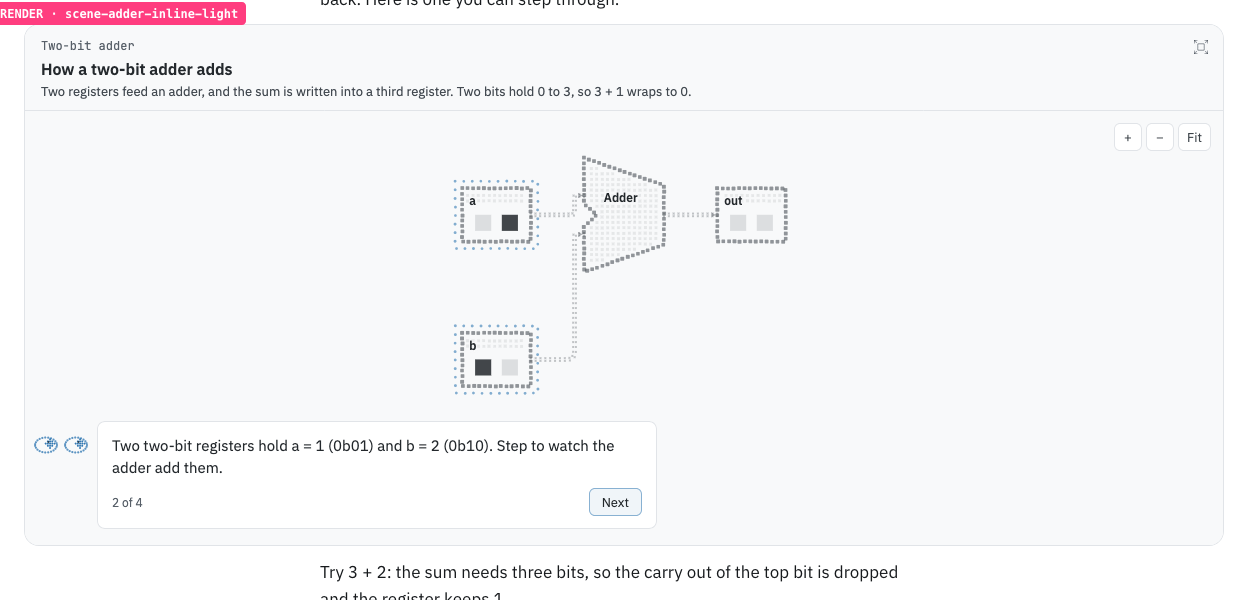 back. Here is one you can step through.
RENDER · scene-adder-inline-light
Two-bit adder
How a two-bit adder adds
Two registers feed an adder, and the sum is written into a third register. Two bits hold 0 to 3, so 3 + 1 wraps to 0.
+ − Fit
a
Adder
out
b
Two two-bit registers hold a = 1 (0b01) and b = 2 (0b10). Step to watch the
adder add them.
2 of 4
Next
Try 3 + 2: the sum needs three bits, so the carry out of the top bit is dropped
and the register keeps 1.